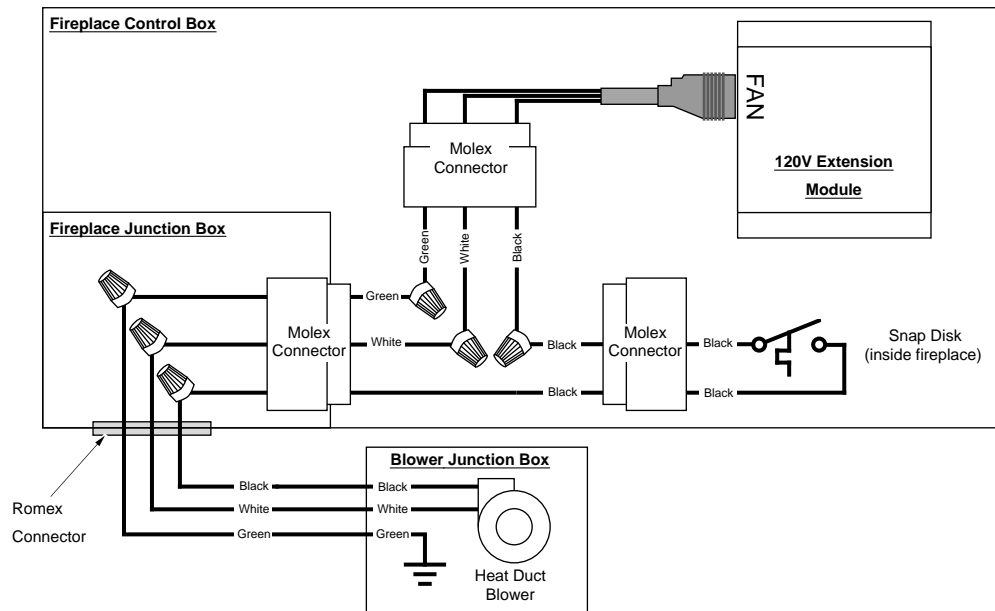 Fireplace Control Box
FAN
120V Extension
Module
Molex
Connector
Green
White
Black
Fireplace Junction Box
Molex
Connector
Green
White
Black
Black
Molex
Connector
Black
Black
Snap Disk
(inside fireplace)
Romex
Connector
Blower Junction Box
Black
Black
White
White
Green
Green
Heat Duct
Blower